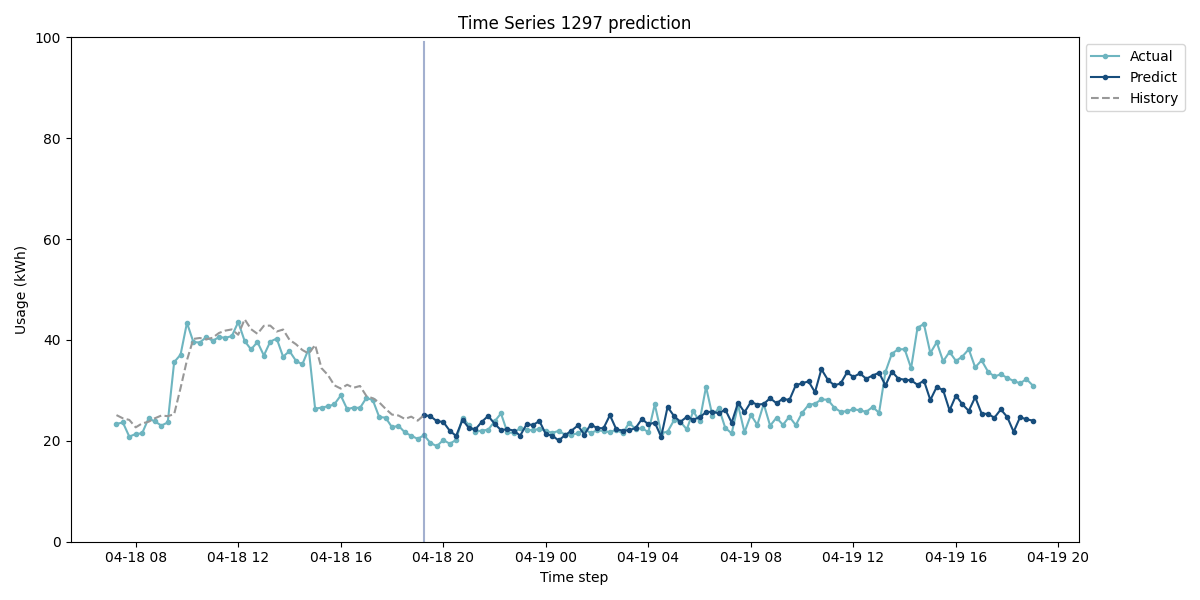 Time Series 1297 prediction
100
80
60
40
20
0
Usage (kWh)
04-18 08
04-18 12
04-18 16
04-18 20
04-19 00
04-19 04
04-19 08
04-19 12
04-19 16
04-19 20
Time step
Actual
Predict
History